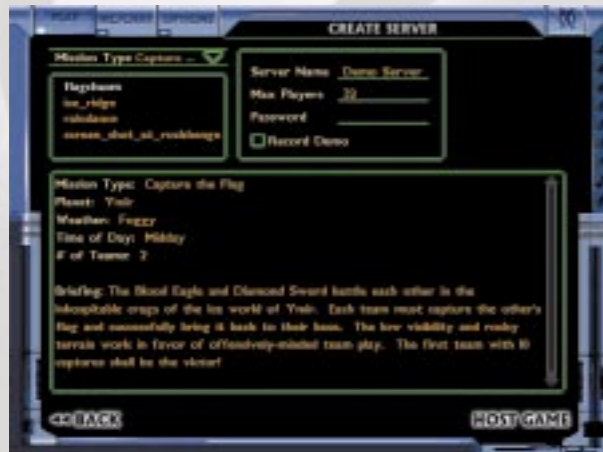 PLAY
OPTIONS
CREATE SERVER
Mission Type Capture ...
flagdance
ice_ridge
raindance
Server Name Demo Server
Max Players
Password
Record Demo
Mission Type: Capture the Flag
Planet: Ymir
Weather: Foggy
Time of Day: Midday
# of Teams: 2
Briefing: The Blood Eagle and Diamond Sword battle each other in the
inhospitable crags of the ice world of Ymir. Each team must capture the other's
flag and successfully bring it back to their base. The low visibility and rocky
terrain work in favor of offensively-minded team play. The first team with 10
captures shall be the victor!
<< BACK
HOST GAME